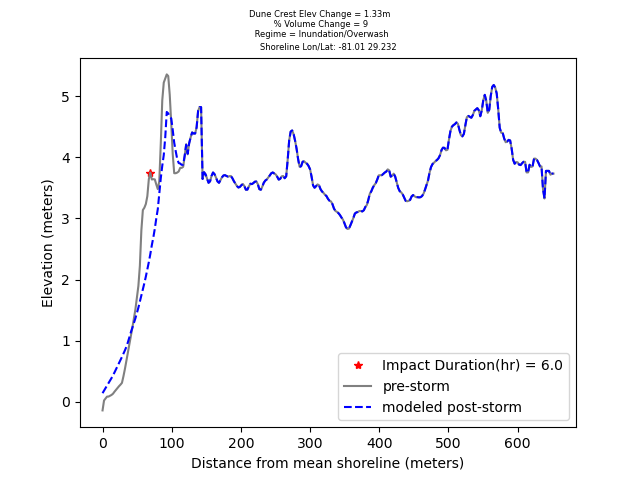 Dune Crest Elev Change = 1.33m
% Volume Change = 9
Regime = Inundation/Overwash
Shoreline Lon/Lat: -81.01 29.232
5
4
3
2
1
0
Elevation (meters)
Impact Duration(hr) = 6.0
pre-storm
modeled post-storm
0 100 200 300 400 500 600
Distance from mean shoreline (meters)